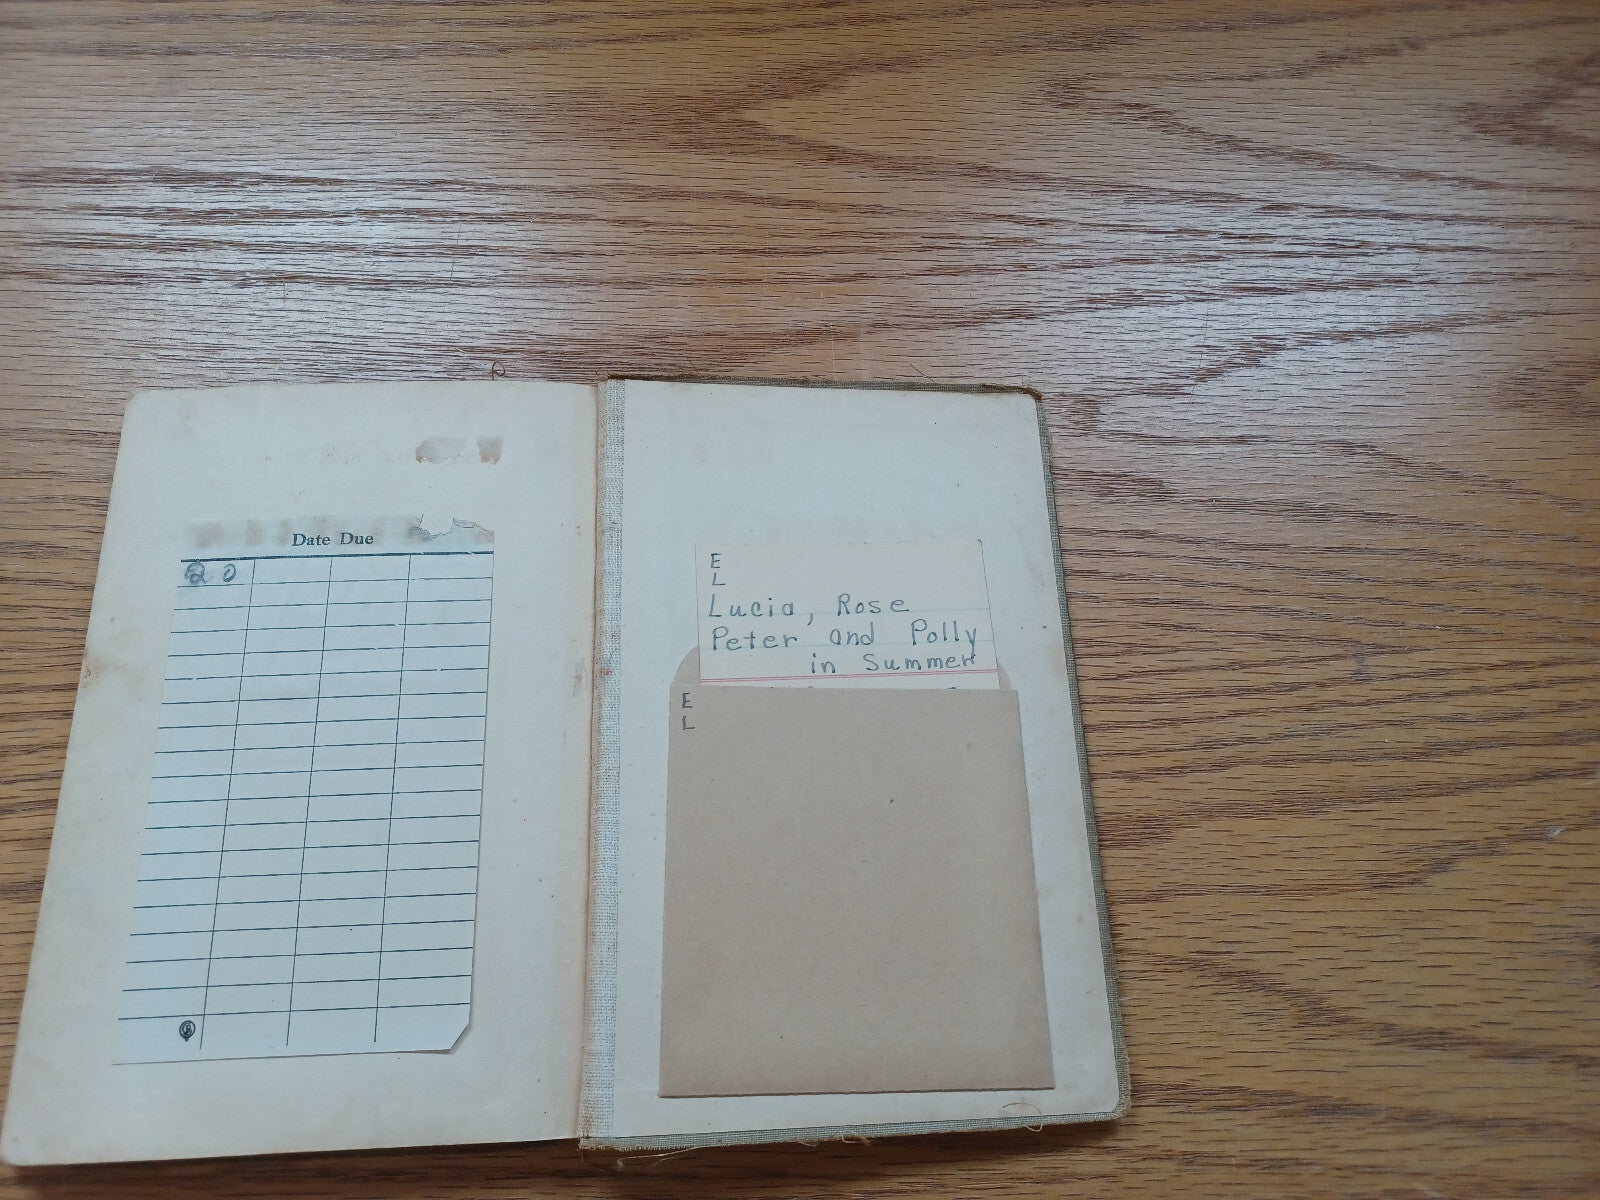 Date Due
20
E
L
Lucia, Rose
Peter and Polly
in Summer
E
L